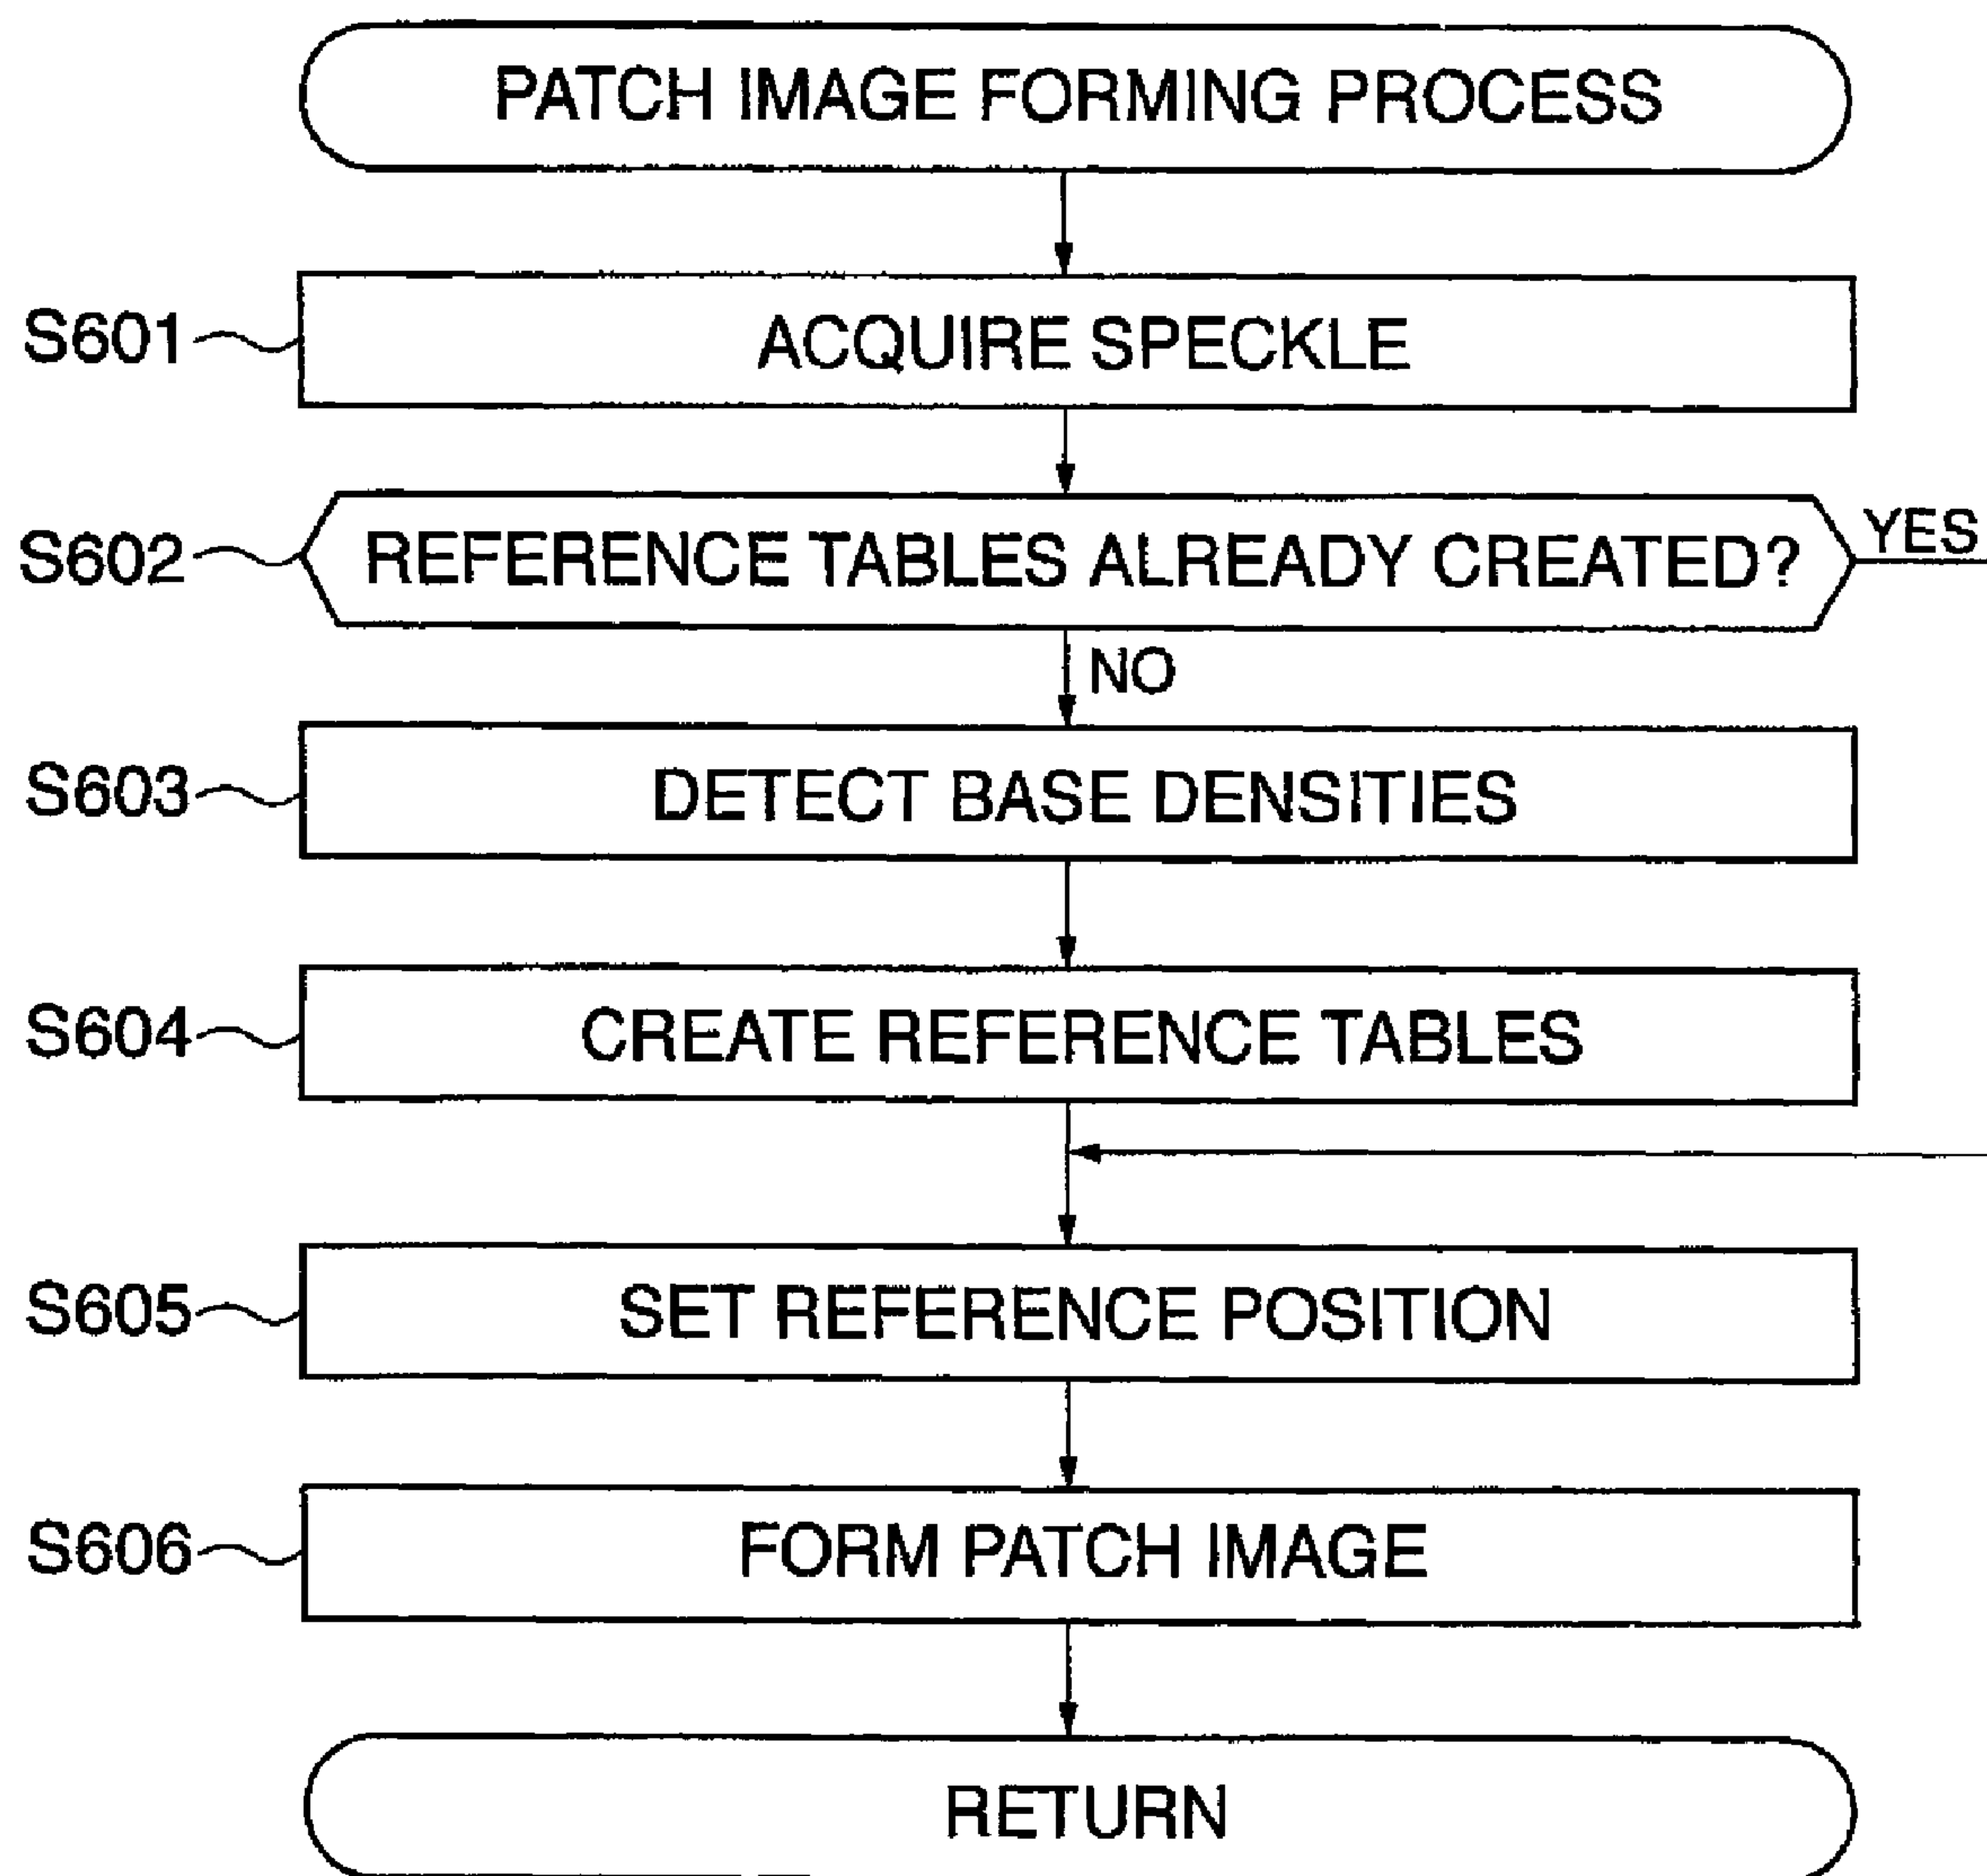 PATCH IMAGE FORMING PROCESS
S601
ACQUIRE SPECKLE
S602
REFERENCE TABLES ALREADY CREATED?
YES
NO
S603
DETECT BASE DENSITIES
S604
CREATE REFERENCE TABLES
S605
SET REFERENCE POSITION
S606
FORM PATCH IMAGE
RETURN